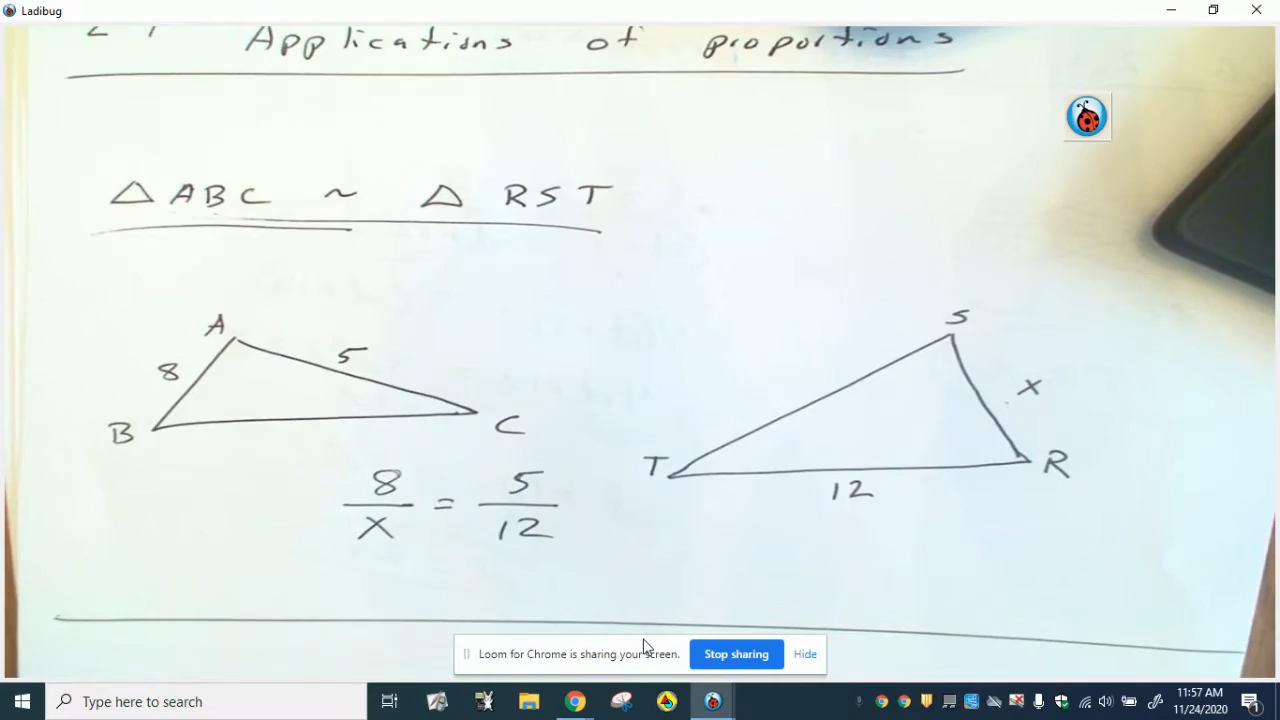 Ladibug
Applications of proportions
△ ABC ~ △ RST
A
8
5
B
C
S
x
T
R
12
8/x = 5/12
Loom for Chrome is sharing your screen.
Stop sharing
Hide
Type here to search
11:57 AM
11/24/2020
1